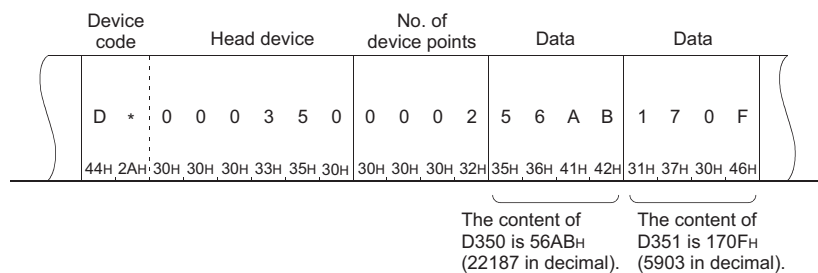 Device code Head device No. of device points Data Data
D * 0 0 0 3 5 0 0 0 0 2 5 6 A B 1 7 0 F
44H 2AH 30H 30H 30H 33H 35H 30H 30H 30H 30H 32H 35H 36H 41H 42H 31H 37H 30H 46H
The content of
D350 is 56ABH
(22187 in decimal).
The content of
D351 is 170FH
(5903 in decimal).